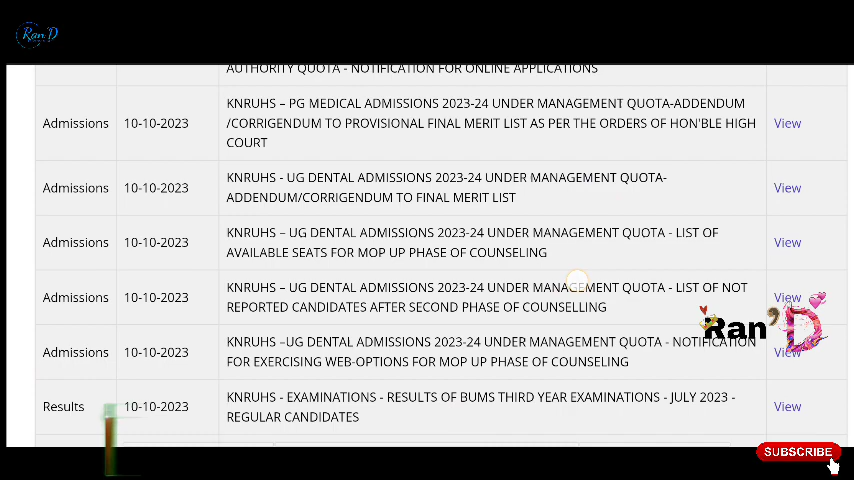 Ran'D
AUTHORITY QUOTA - NOTIFICATION FOR ONLINE APPLICATIONS
Admissions 10-10-2023 KNRUHS – PG MEDICAL ADMISSIONS 2023-24 UNDER MANAGEMENT QUOTA-ADDENDUM
/CORRIGENDUM TO PROVISIONAL FINAL MERIT LIST AS PER THE ORDERS OF HON'BLE HIGH
COURT View
Admissions 10-10-2023 KNRUHS - UG DENTAL ADMISSIONS 2023-24 UNDER MANAGEMENT QUOTA-
ADDENDUM/CORRIGENDUM TO FINAL MERIT LIST View
Admissions 10-10-2023 KNRUHS – UG DENTAL ADMISSIONS 2023-24 UNDER MANAGEMENT QUOTA - LIST OF
AVAILABLE SEATS FOR MOP UP PHASE OF COUNSELING View
Admissions 10-10-2023 KNRUHS – UG DENTAL ADMISSIONS 2023-24 UNDER MANAGEMENT QUOTA - LIST OF NOT
REPORTED CANDIDATES AFTER SECOND PHASE OF COUNSELLING View
Ran'D
Admissions 10-10-2023 KNRUHS –UG DENTAL ADMISSIONS 2023-24 UNDER MANAGEMENT QUOTA - NOTIFICATION
FOR EXERCISING WEB-OPTIONS FOR MOP UP PHASE OF COUNSELING View
Results 10-10-2023 KNRUHS - EXAMINATIONS - RESULTS OF BUMS THIRD YEAR EXAMINATIONS - JULY 2023 -
REGULAR CANDIDATES View
SUBSCRIBE